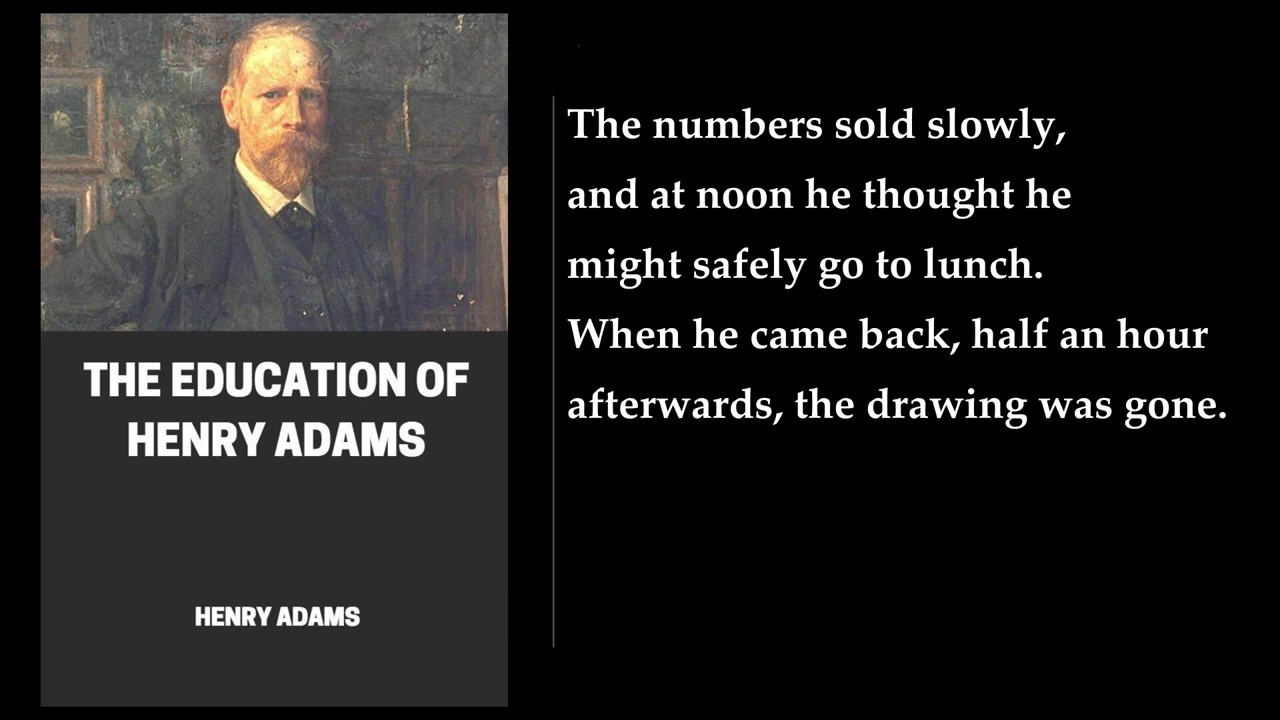 THE EDUCATION OF
HENRY ADAMS
HENRY ADAMS
The numbers sold slowly,
and at noon he thought he
might safely go to lunch.
When he came back, half an hour
afterwards, the drawing was gone.